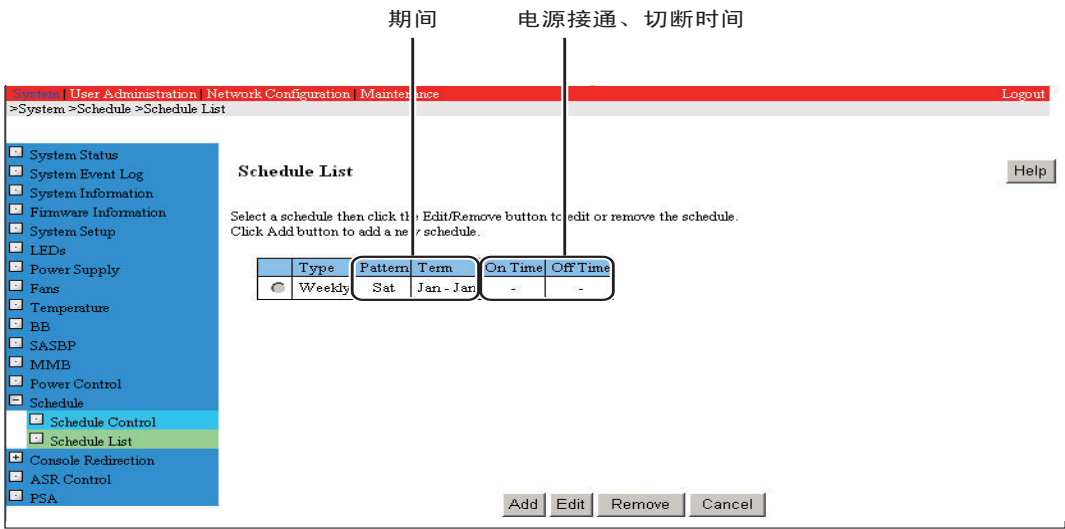 期间 电源接通、切断时间
System | User Administration | Network Configuration | Maintenance Logout
>System >Schedule >Schedule List
System Status
System Event Log
System Information
Firmware Information
System Setup
LEDs
Power Supply
Fans
Temperature
BB
SASBP
MMB
Power Control
Schedule
Schedule Control
Schedule List
Console Redirection
ASR Control
PSA
Schedule List
Help
Select a schedule then click the Edit/Remove button to edit or remove the schedule.
Click Add button to add a new schedule.
Type Pattern Term On Time Off Time
Weekly Sat Jan - Jan - -
Add Edit Remove Cancel